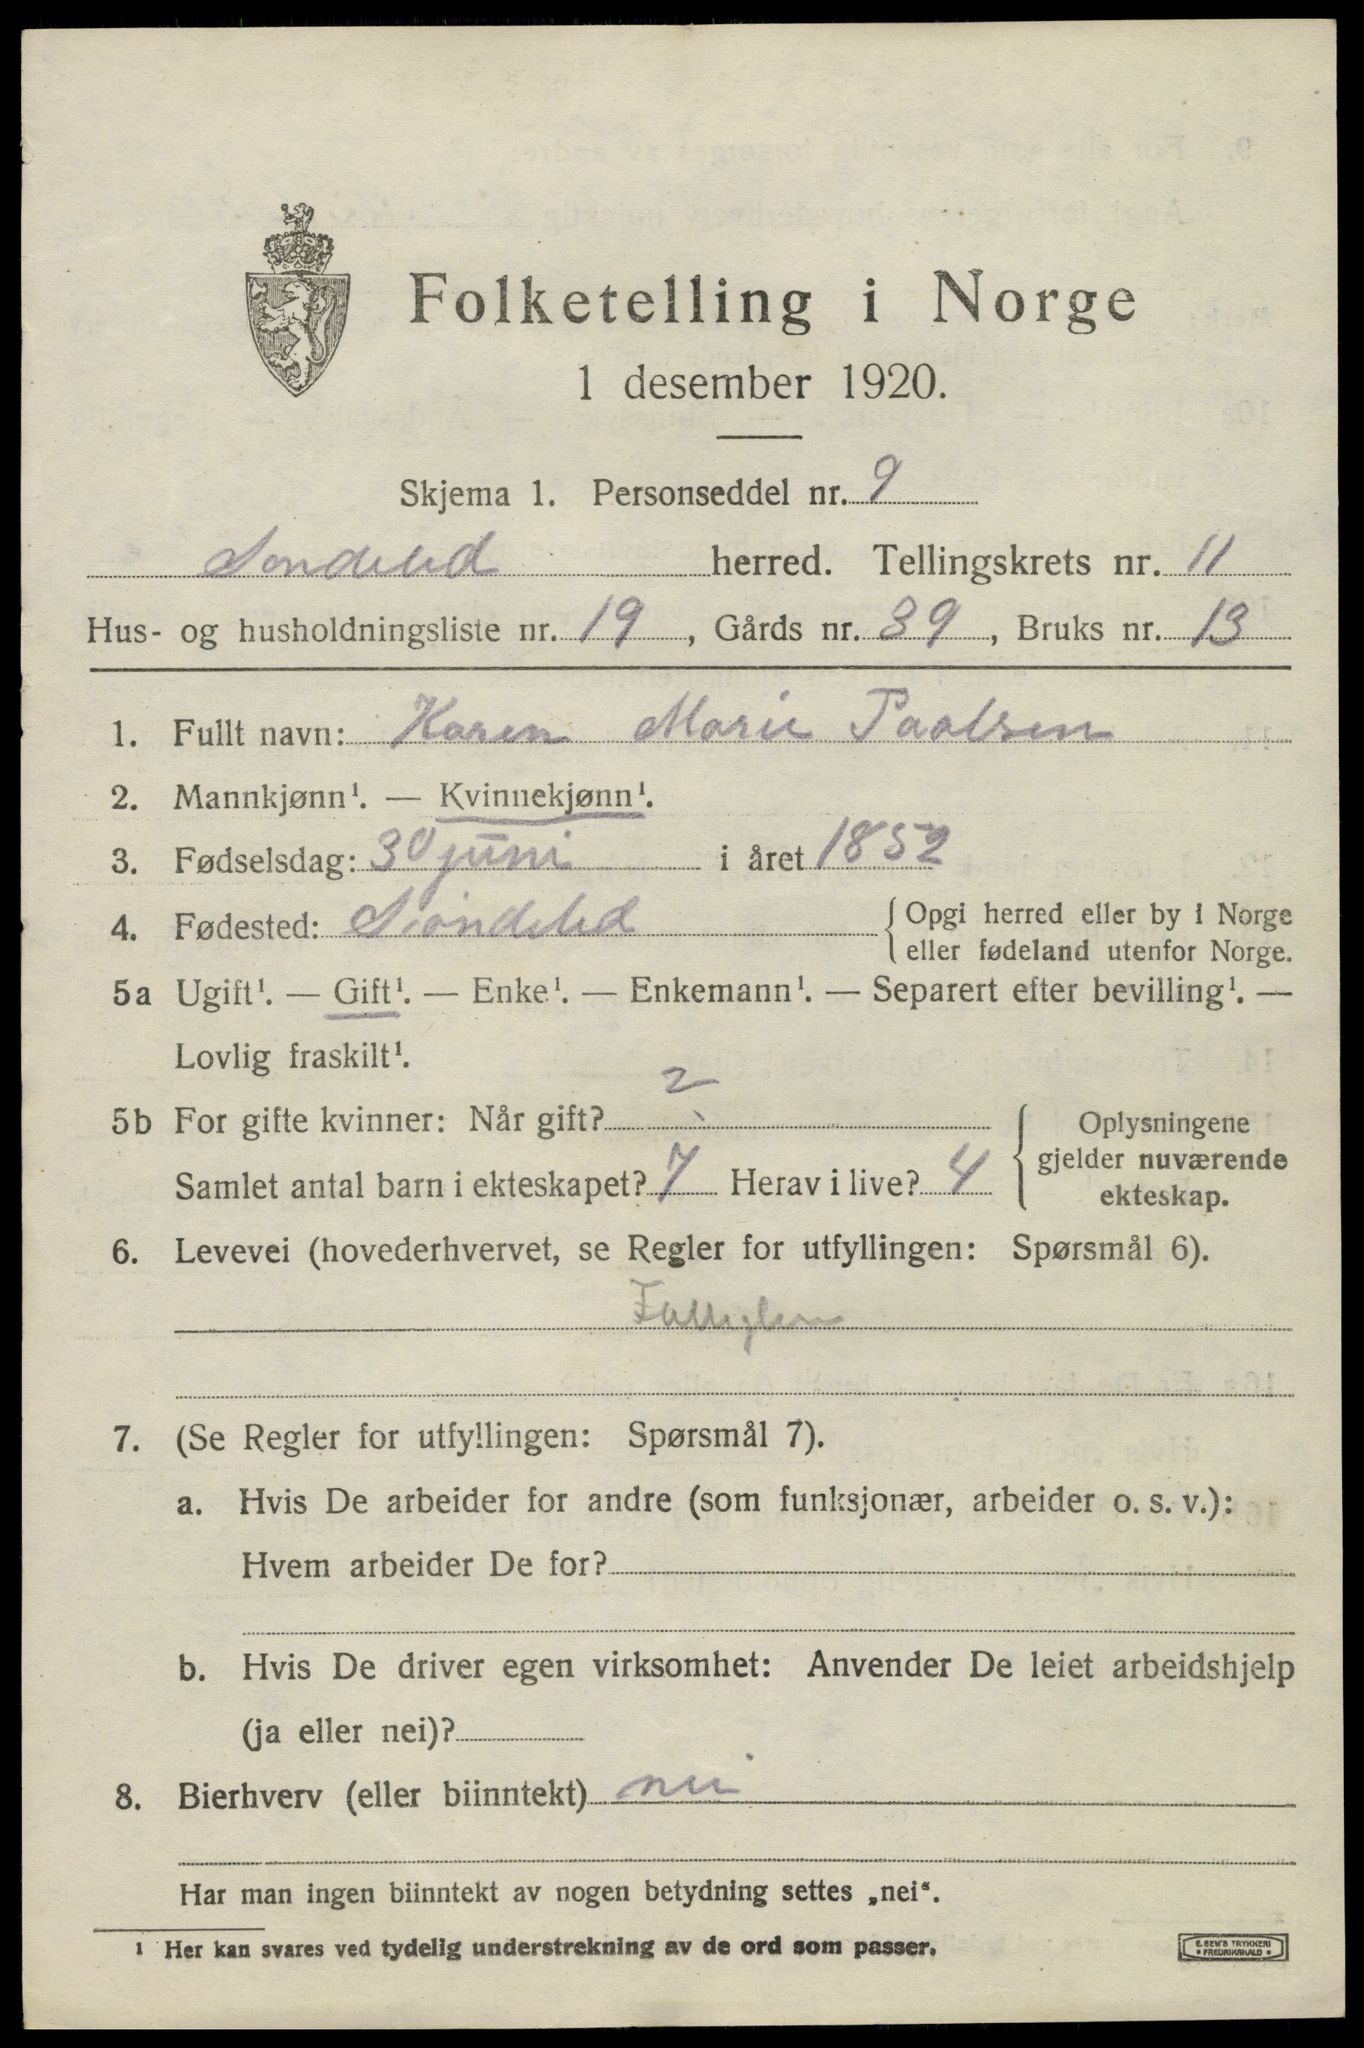 Folketelling i Norge
1 desember 1920.
Skjema 1. Personseddel nr. 9
Søndeled herred. Tellingskrets nr. 11
Hus- og husholdningsliste nr. 19, Gårds nr. 39, Bruks nr. 13
1. Fullt navn: Karen Marie Paalsen
2. Mannkjønn¹. — Kvinnekjønn¹.
3. Fødselsdag: 30 juni i året 1852
4. Fødested: Søndeled { Opgi herred eller by i Norge
eller fødeland utenfor Norge.
5a Ugift¹. — Gift¹. — Enke¹. — Enkemann¹. — Separert efter bevilling¹. —
Lovlig fraskilt¹.
5b For gifte kvinner: Når gift? ? { Oplysningene
gjelder nuværende
ekteskap.
Samlet antal barn i ekteskapet? 7 Herav i live? 4
6. Levevei (hovederhvervet, se Regler for utfyllingen: Spørsmål 6).
7. (Se Regler for utfyllingen: Spørsmål 7).
a. Hvis De arbeider for andre (som funksjonær, arbeider o. s. v.):
Hvem arbeider De for?
b. Hvis De driver egen virksomhet: Anvender De leiet arbeidshjelp
(ja eller nei)?
8. Bierhverv (eller biinntekt) nei
Har man ingen biinntekt av nogen betydning settes „nei“.
¹ Her kan svares ved tydelig understrekning av de ord som passer.
E. SEM'S TRYKKERI
• FREDRIKSHALD •